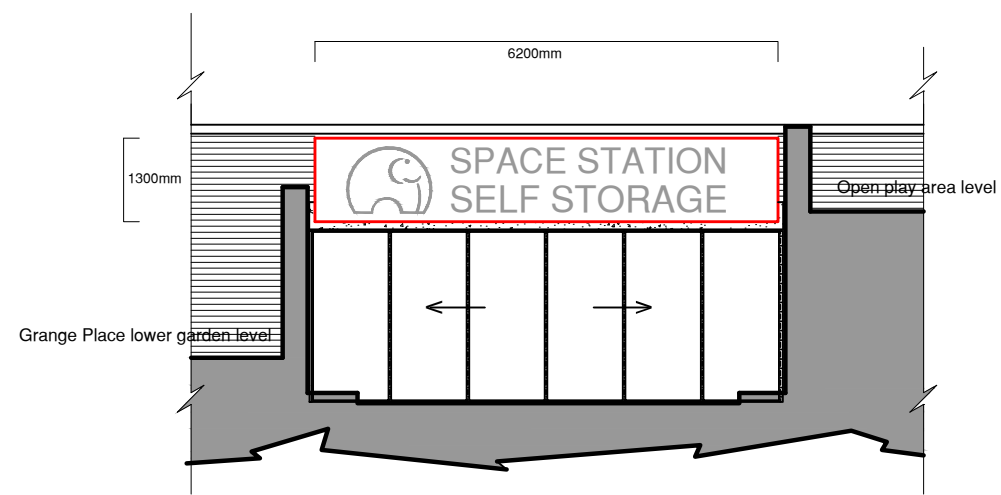 6200mm
1300mm
SPACE STATION
SELF STORAGE
Open play area level
Grange Place lower garden level